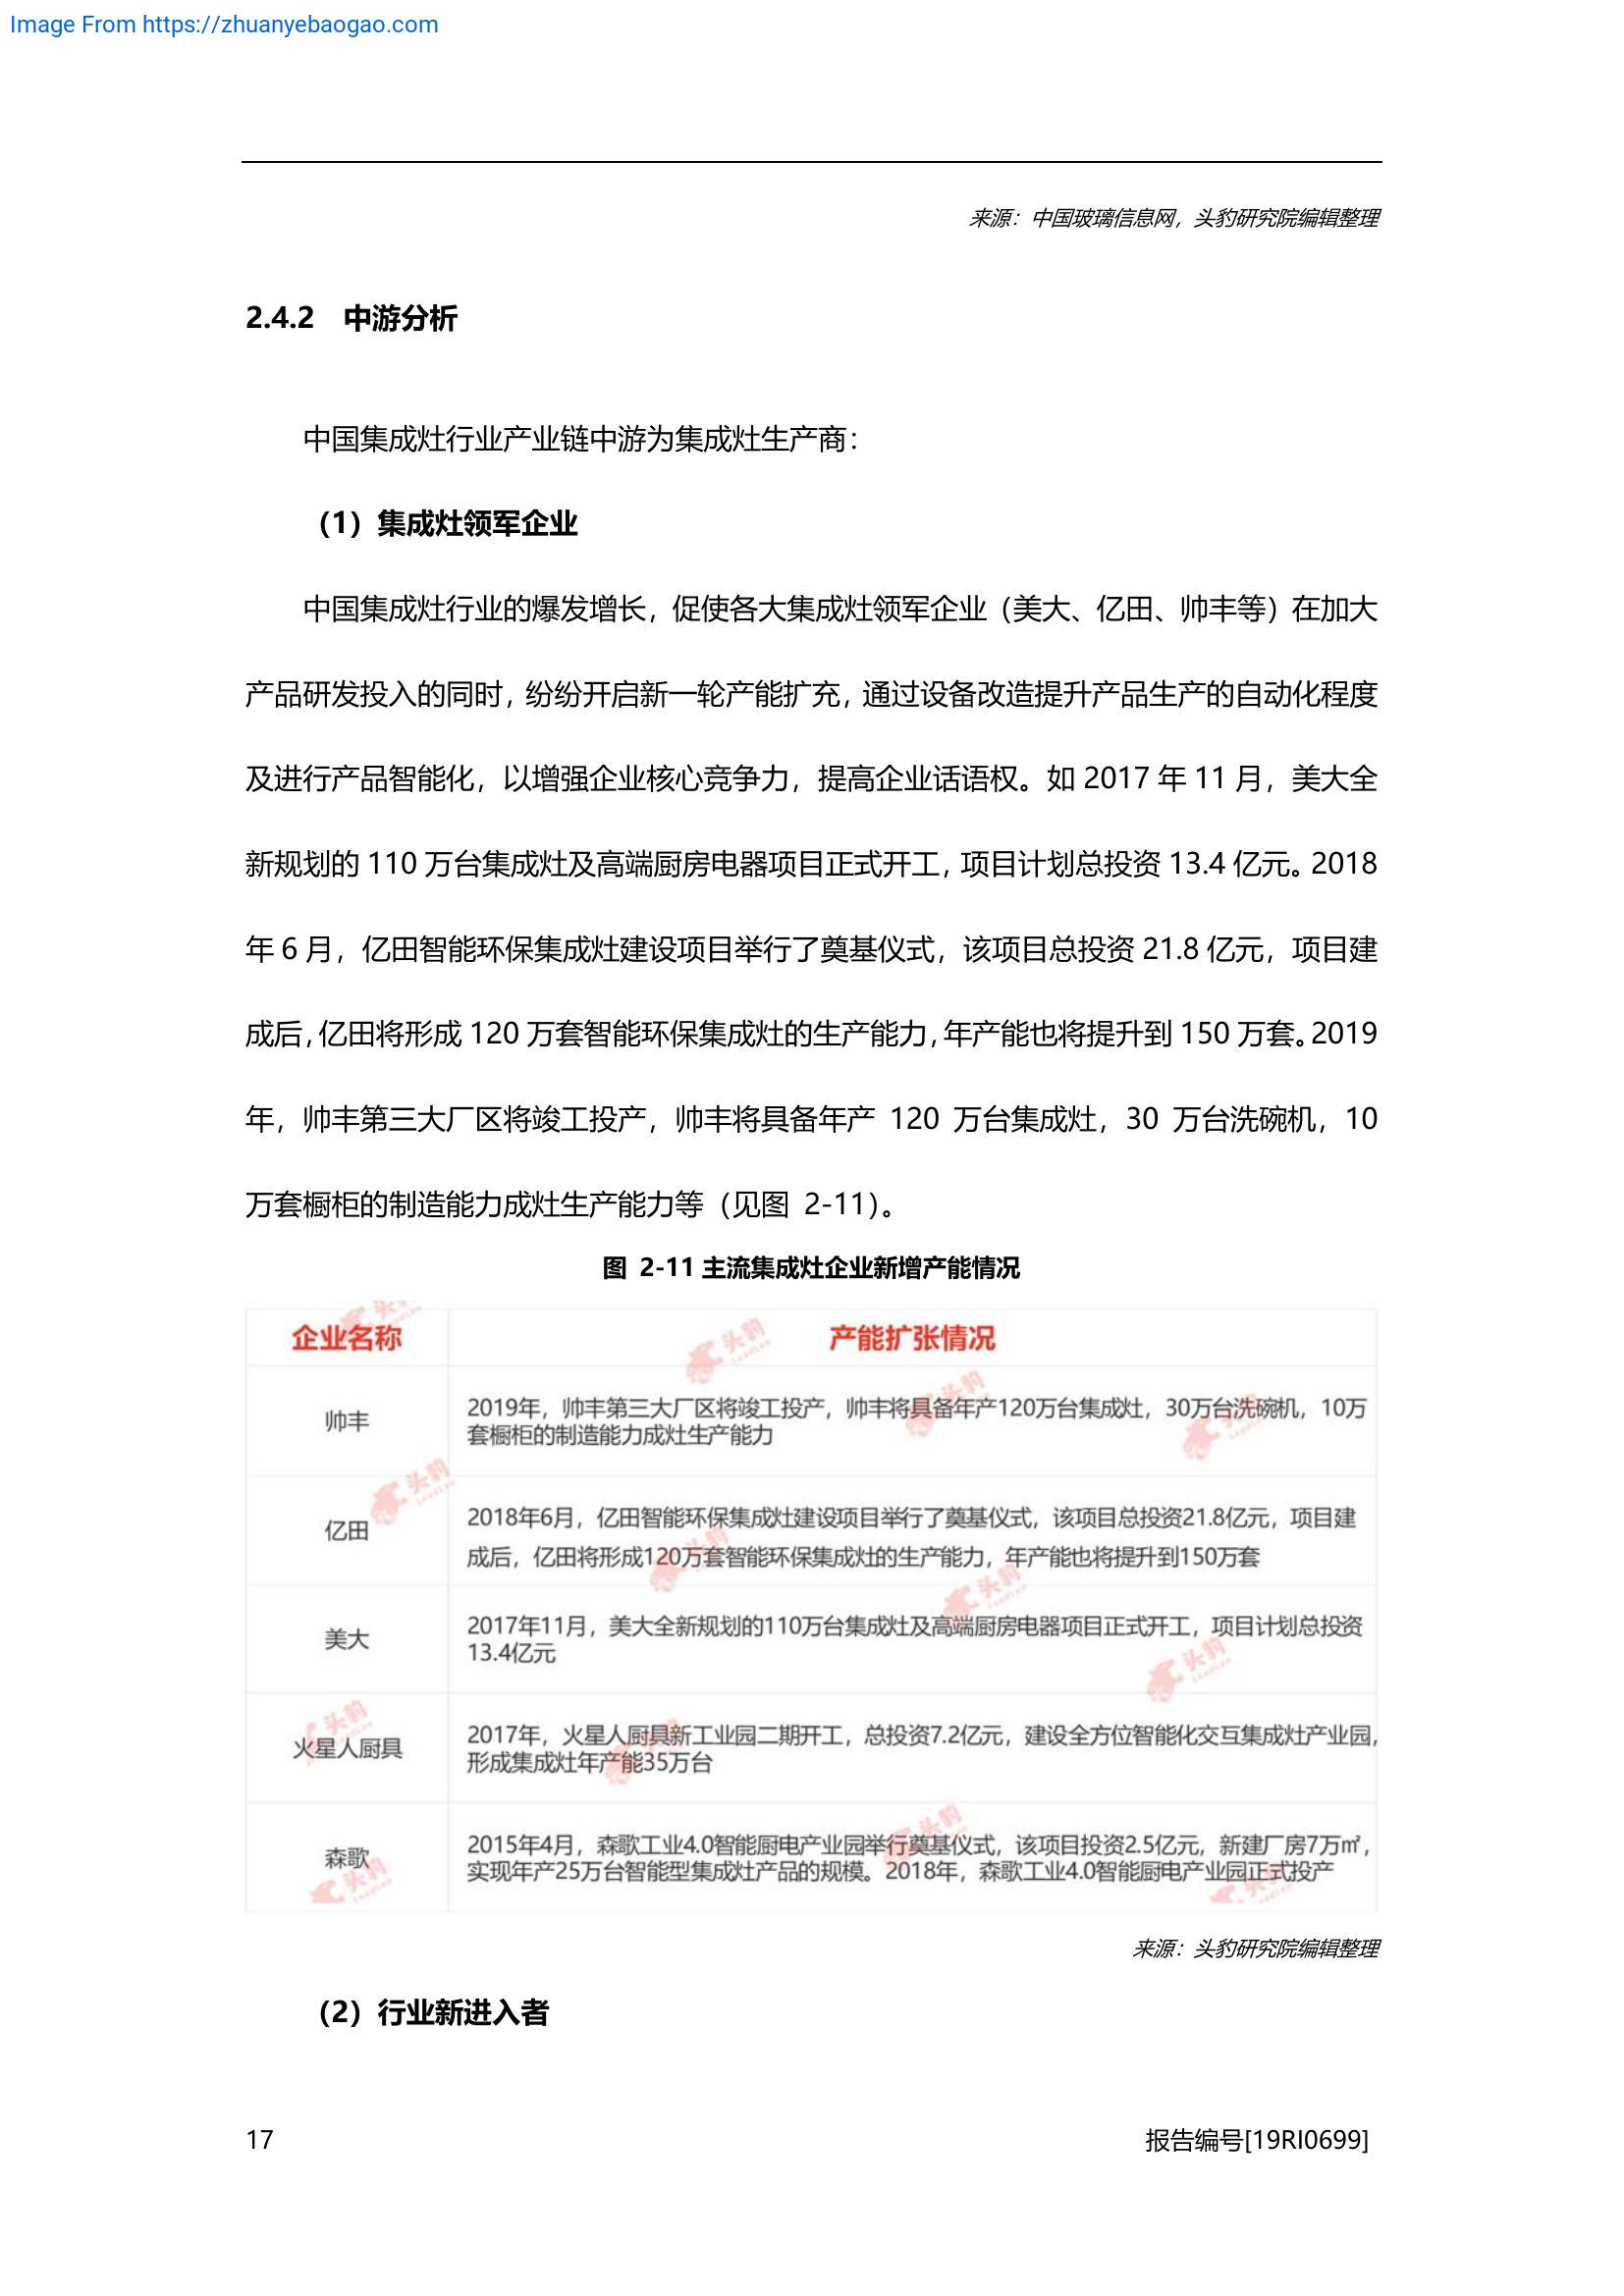 Image From https://zhuanyebaogao.com
来源：中国玻璃信息网，头豹研究院编辑整理
2.4.2 中游分析
中国集成灶行业产业链中游为集成灶生产商：
（1）集成灶领军企业
中国集成灶行业的爆发增长，促使各大集成灶领军企业（美大、亿田、帅丰等）在加大
产品研发投入的同时，纷纷开启新一轮产能扩充，通过设备改造提升产品生产的自动化程度
及进行产品智能化，以增强企业核心竞争力，提高企业话语权。如 2017 年 11 月，美大全
新规划的 110 万台集成灶及高端厨房电器项目正式开工，项目计划总投资 13.4 亿元。2018
年 6 月，亿田智能环保集成灶建设项目举行了奠基仪式，该项目总投资 21.8 亿元，项目建
成后，亿田将形成 120 万套智能环保集成灶的生产能力，年产能也将提升到 150 万套。2019
年，帅丰第三大厂区将竣工投产，帅丰将具备年产 120 万台集成灶，30 万台洗碗机，10
万套橱柜的制造能力成灶生产能力等（见图 2-11）。
图 2-11 主流集成灶企业新增产能情况
企业名称 产能扩张情况
帅丰
2019年，帅丰第三大厂区将竣工投产，帅丰将具备年产120万台集成灶，30万台洗碗机，10万
套橱柜的制造能力成灶生产能力
亿田
2018年6月，亿田智能环保集成灶建设项目举行了奠基仪式，该项目总投资21.8亿元，项目建
成后，亿田将形成120万套智能环保集成灶的生产能力，年产能也将提升到150万套
美大
2017年11月，美大全新规划的110万台集成灶及高端厨房电器项目正式开工，项目计划总投资
13.4亿元
火星人厨具
2017年，火星人厨具新工业园二期开工，总投资7.2亿元，建设全方位智能化交互集成灶产业园，
形成集成灶年产能35万台
森歌
2015年4月，森歌工业4.0智能厨电产业园举行奠基仪式，该项目投资2.5亿元，新建厂房7万㎡，
实现年产25万台智能型集成灶产品的规模。2018年，森歌工业4.0智能厨电产业园正式投产
来源：头豹研究院编辑整理
（2）行业新进入者
17 报告编号[19RI0699]